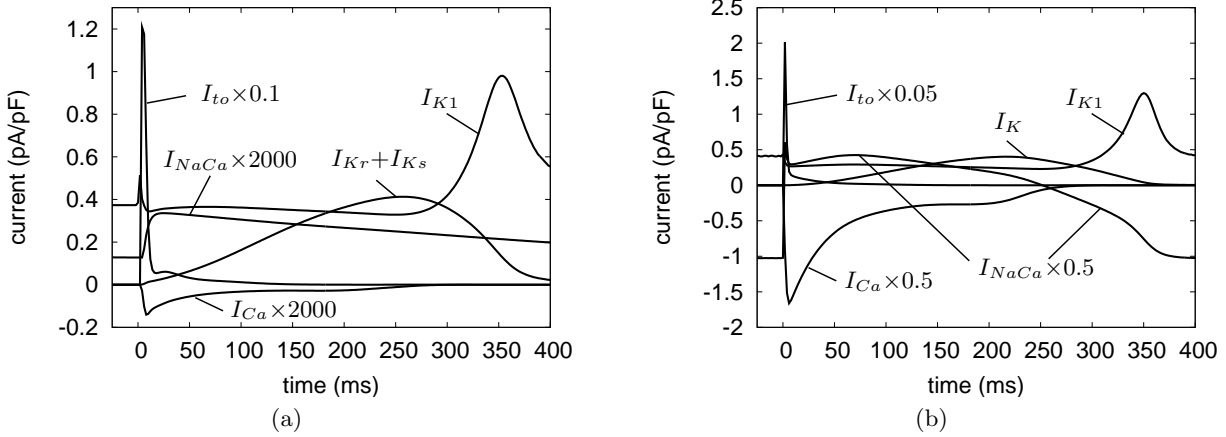 current (pA/pF)
1.2
1
0.8
0.6
0.4
0.2
0
-0.2
I_{to}×0.1
I_{K1}
I_{NaCa}×2000
I_{Kr}+I_{Ks}
I_{Ca}×2000
0 50 100 150 200 250 300 350 400
time (ms)
(a)
current (pA/pF)
2.5
2
1.5
1
0.5
0
-0.5
-1
-1.5
-2
I_{to}×0.05
I_{K1}
I_K
I_{Ca}×0.5
I_{NaCa}×0.5
0 50 100 150 200 250 300 350 400
time (ms)
(b)